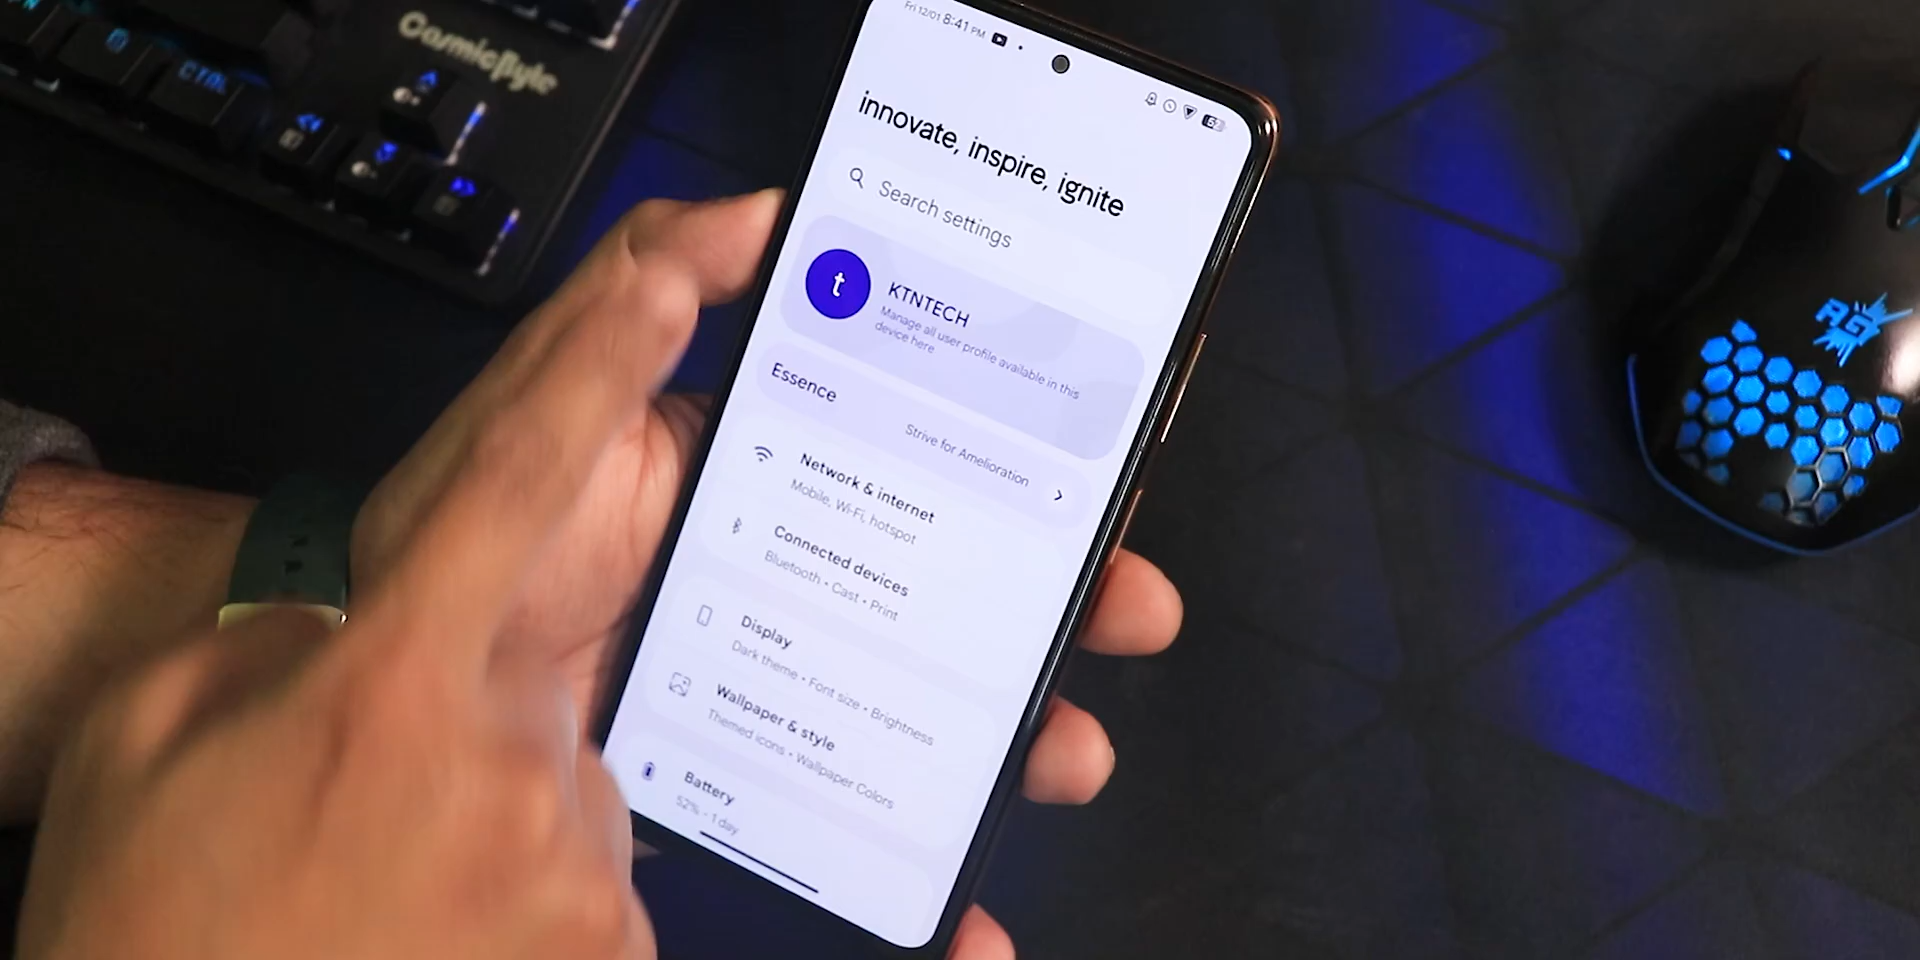 CosmicByte
CTRL
Fri 12/01 8:41 PM
52
innovate, inspire, ignite
Search settings
t
KTNTECH
Manage all user profile available in this
device here
Essence
Strive for Amelioration
Network & internet
Mobile, Wi-Fi, hotspot
Connected devices
Bluetooth • Cast • Print
Display
Dark theme • Font size • Brightness
Wallpaper & style
Themed icons • Wallpaper Colors
Battery
52% - 1 day
RG